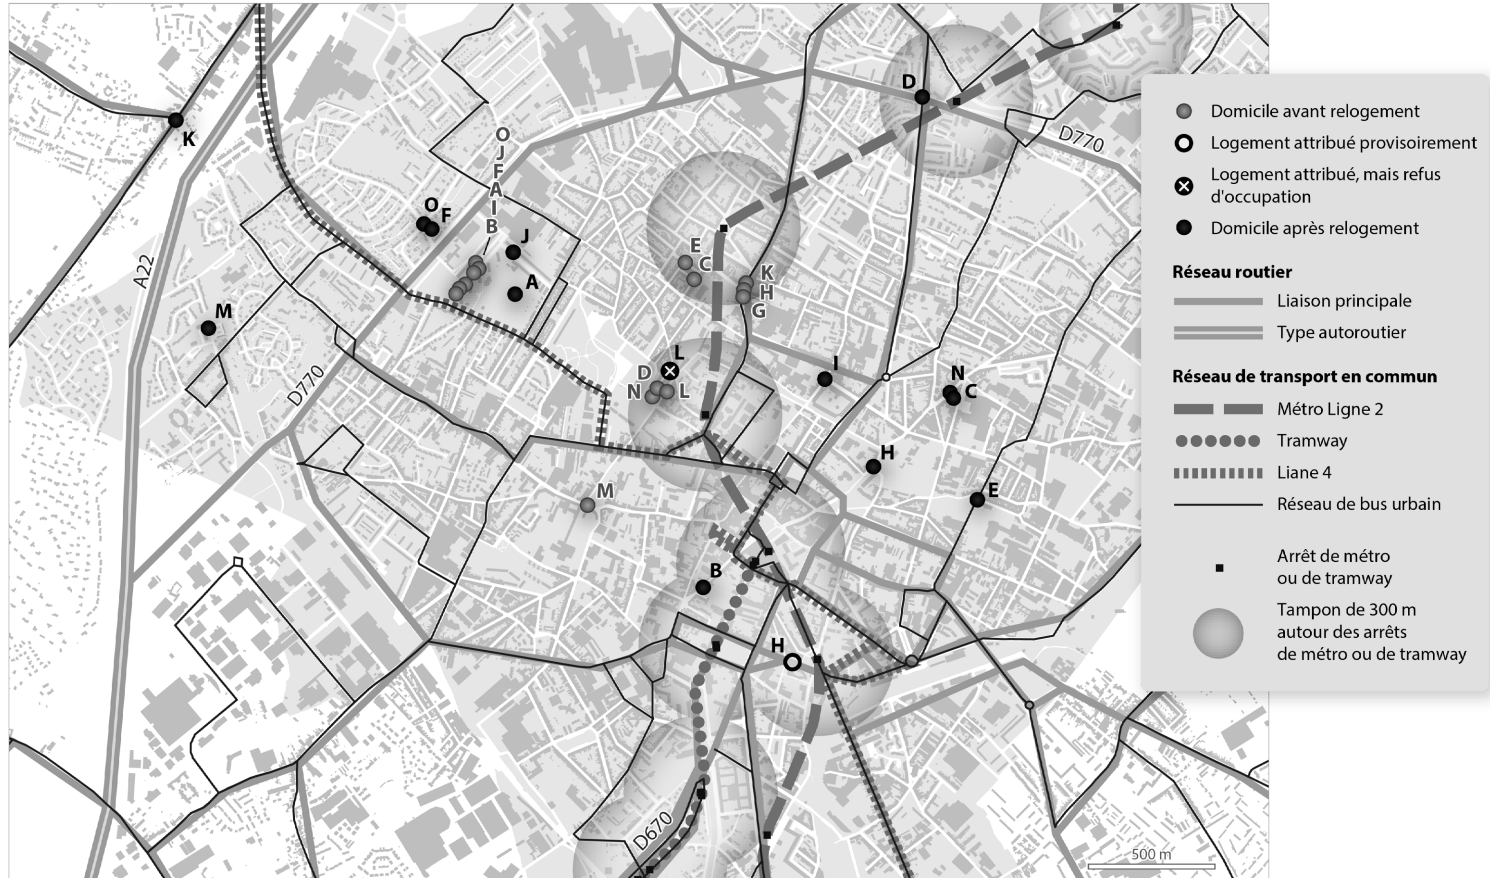 D
D770
K
O
J
F
A
I
B
O
F
J
A
E
C
K
H
G
A22
M
L
D
N
L
I
N
C
D770
H
M
E
B
H
D670
500 m
Domicile avant relogement
Logement attribué provisoirement
Logement attribué, mais refus
d'occupation
Domicile après relogement
Réseau routier
Liaison principale
Type autoroutier
Réseau de transport en commun
Métro Ligne 2
Tramway
Liane 4
Réseau de bus urbain
Arrêt de métro
ou de tramway
Tampon de 300 m
autour des arrêts
de métro ou de tramway